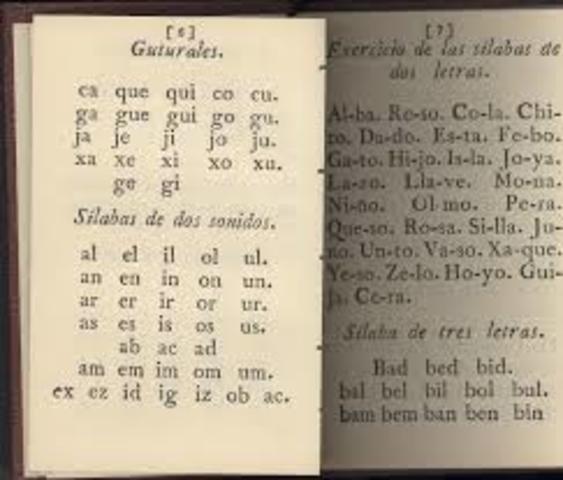 [6]
Guturales.
ca que qui co cu.
ga gue gui go gu.
ja je ji jo ju.
xa xe xi xo xu.
ge gi
Sílabas de dos sonidos.
al el il ol ul.
an en in on un.
ar er ir or ur.
as es is os us.
ab ac ad
am em im om um.
ex ez id ig iz ob ac.
[7]
Exercicio de las sílabas de
dos letras.
Al-ba. Re-so. Co-la. Chi-
co. Da-do. Es-ta. Fe-bo.
Ga-to. Hi-jo. Is-la. Jo-ya.
La-zo. Lla-ve. Mo-na.
Ni-ño. Ol-mo. Pe-ra.
Que-so. Ro-sa. Si-lla. Ju-
no. Un-to. Va-so. Xa-que.
Ye-so. Ze-lo. Ho-yo. Gui-
ja. Ce-ra.
Sílaba de tres letras.
Bad bed bid.
bal bel bil bol bul.
bam bem ban ben bin